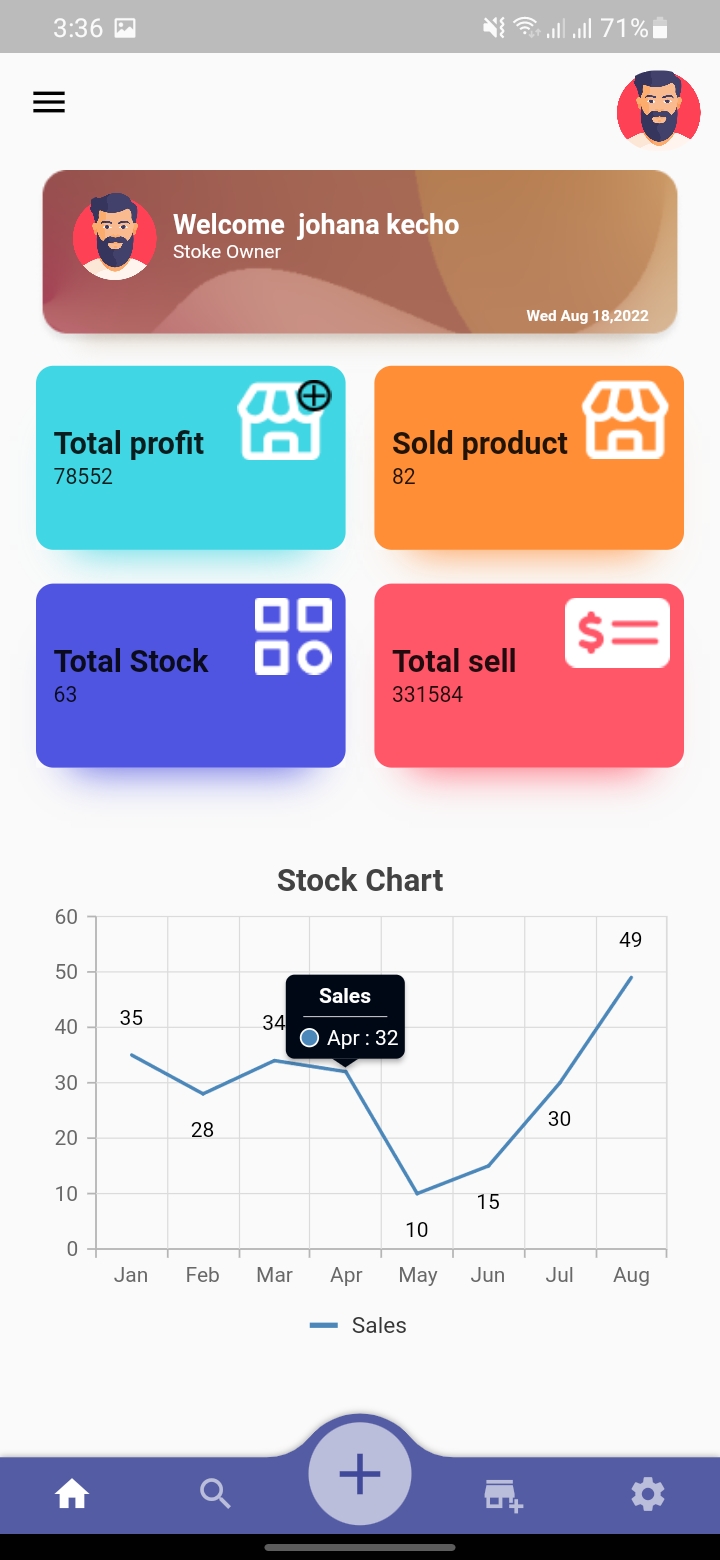 3:36 71%
Welcome johana kecho
Stoke Owner
Wed Aug 18,2022
Total profit
78552
Sold product
82
Total Stock
63
$
Total sell
331584
Stock Chart
60
50
40
30
20
10
0
49
35
34
Sales
Apr : 32
28
30
15
10
Jan Feb Mar Apr May Jun Jul Aug
Sales